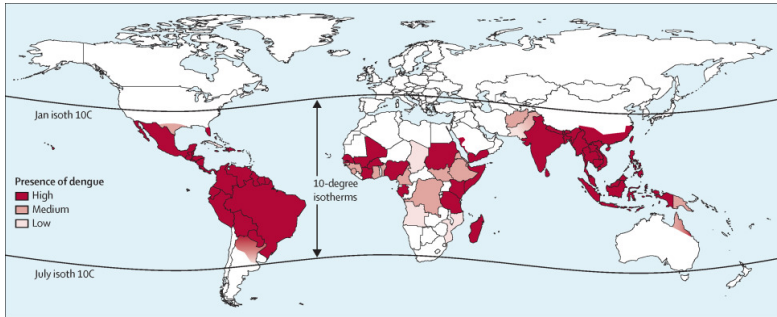 Jan isoth 10C
Presence of dengue
High
Medium
Low
10-degree
isotherms
July isoth 10C